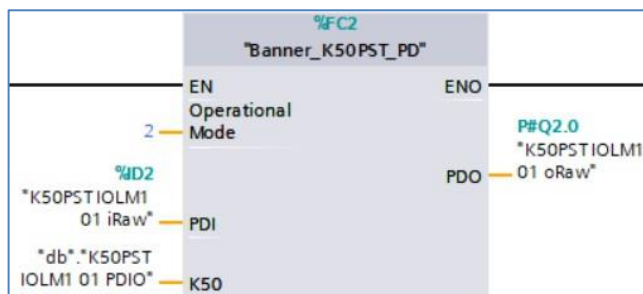 %FC2
"Banner_K50PST_PD"
EN
ENO
Operational
2
Mode
P#Q2.0
"K50PSTIOLM1
%ID2
PDO
01 oRaw"
"K50PSTIOLM1
01 iRaw"
PDI
"db"."K50PST
IOLM1 01 PDIO"
K50